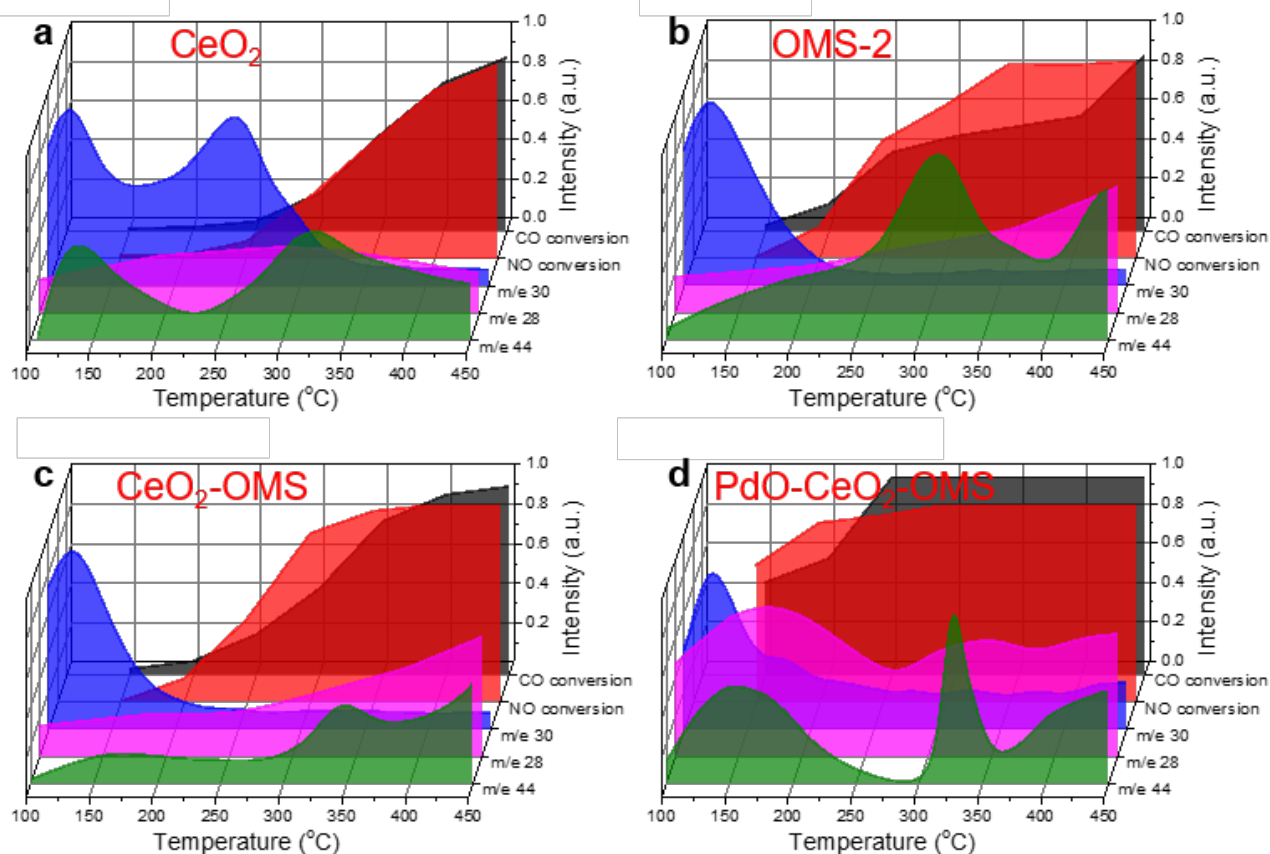 a
CeO2
1.0
0.8
0.6
0.4
0.2
0.0
Intensity (a.u.)
CO conversion
NO conversion
m/e 30
m/e 28
m/e 44
100 150 200 250 300 350 400 450
Temperature (oC)
b
OMS-2
1.0
0.8
0.6
0.4
0.2
0.0
Intensity (a.u.)
CO conversion
NO conversion
m/e 30
m/e 28
m/e 44
100 150 200 250 300 350 400 450
Temperature (oC)
c
CeO2-OMS
1.0
0.8
0.6
0.4
0.2
Intensity (a.u.)
CO conversion
NO conversion
m/e 30
m/e 28
m/e 44
100 150 200 250 300 350 400 450
Temperature (oC)
d
PdO-CeO2-OMS
1.0
0.8
0.6
0.4
0.2
0.0
Intensity (a.u.)
CO conversion
NO conversion
m/e 30
m/e 28
m/e 44
100 150 200 250 300 350 400 450
Temperature (oC)